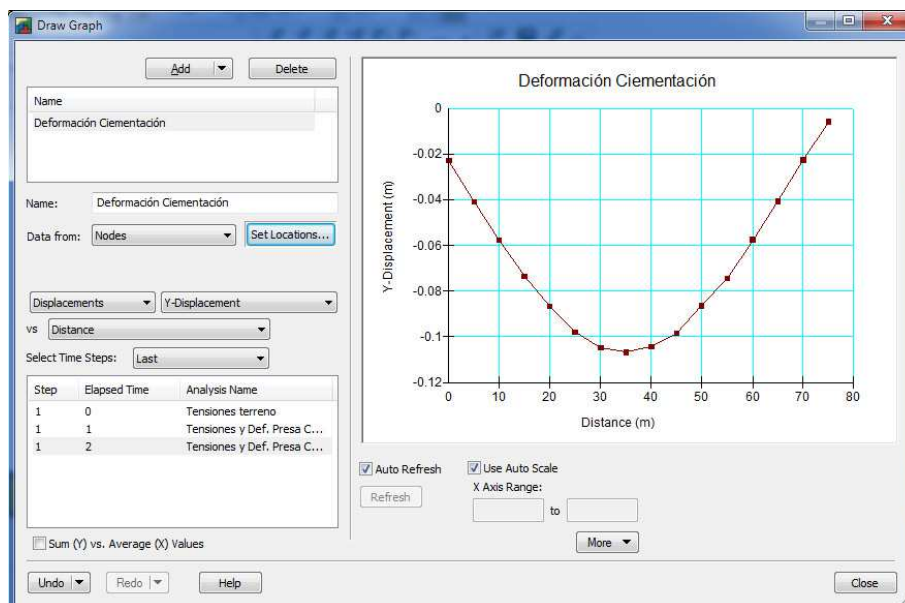 Draw Graph
Add
Delete
Name
Deformación Ciementación
Name:
Deformación Ciementación
Data from:
Nodes
Set Locations...
Displacements
Y-Displacement
vs
Distance
Select Time Steps:
Last
Step Elapsed Time Analysis Name
1 0 Tensiones terreno
1 1 Tensiones y Def. Presa C...
1 2 Tensiones y Def. Presa C...
Sum (Y) vs. Average (X) Values
Undo
Redo
Help
Deformación Ciementación
Y-Displacement (m)
0
-0.02
-0.04
-0.06
-0.08
-0.1
-0.12
0 10 20 30 40 50 60 70 80
Distance (m)
Auto Refresh
Use Auto Scale
Refresh
X Axis Range:
to
More
Close